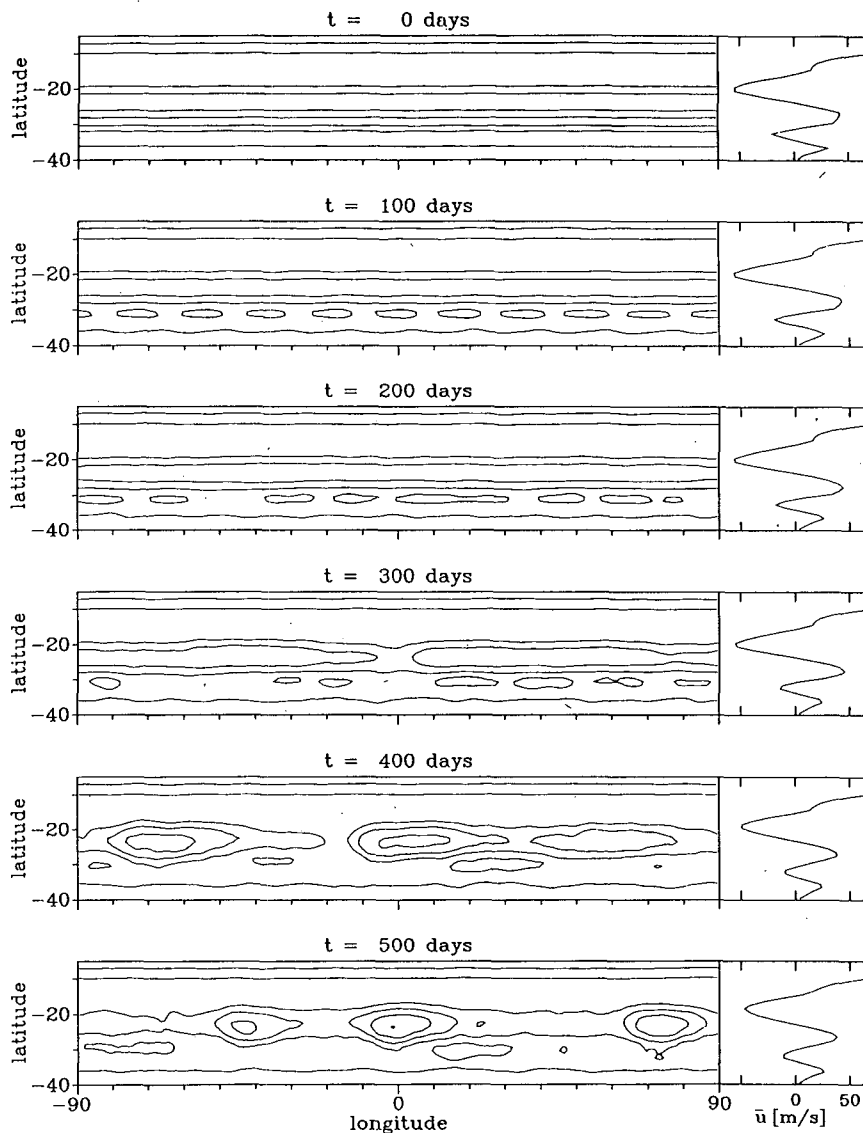 t = 0 days
latitude
-20
-40
t = 100 days
latitude
-20
-40
t = 200 days
latitude
-20
-40
t = 300 days
latitude
-20
-40
t = 400 days
latitude
-20
-40
t = 500 days
latitude
-20
-40
-90 0 90 0 50
longitude ū [m/s]